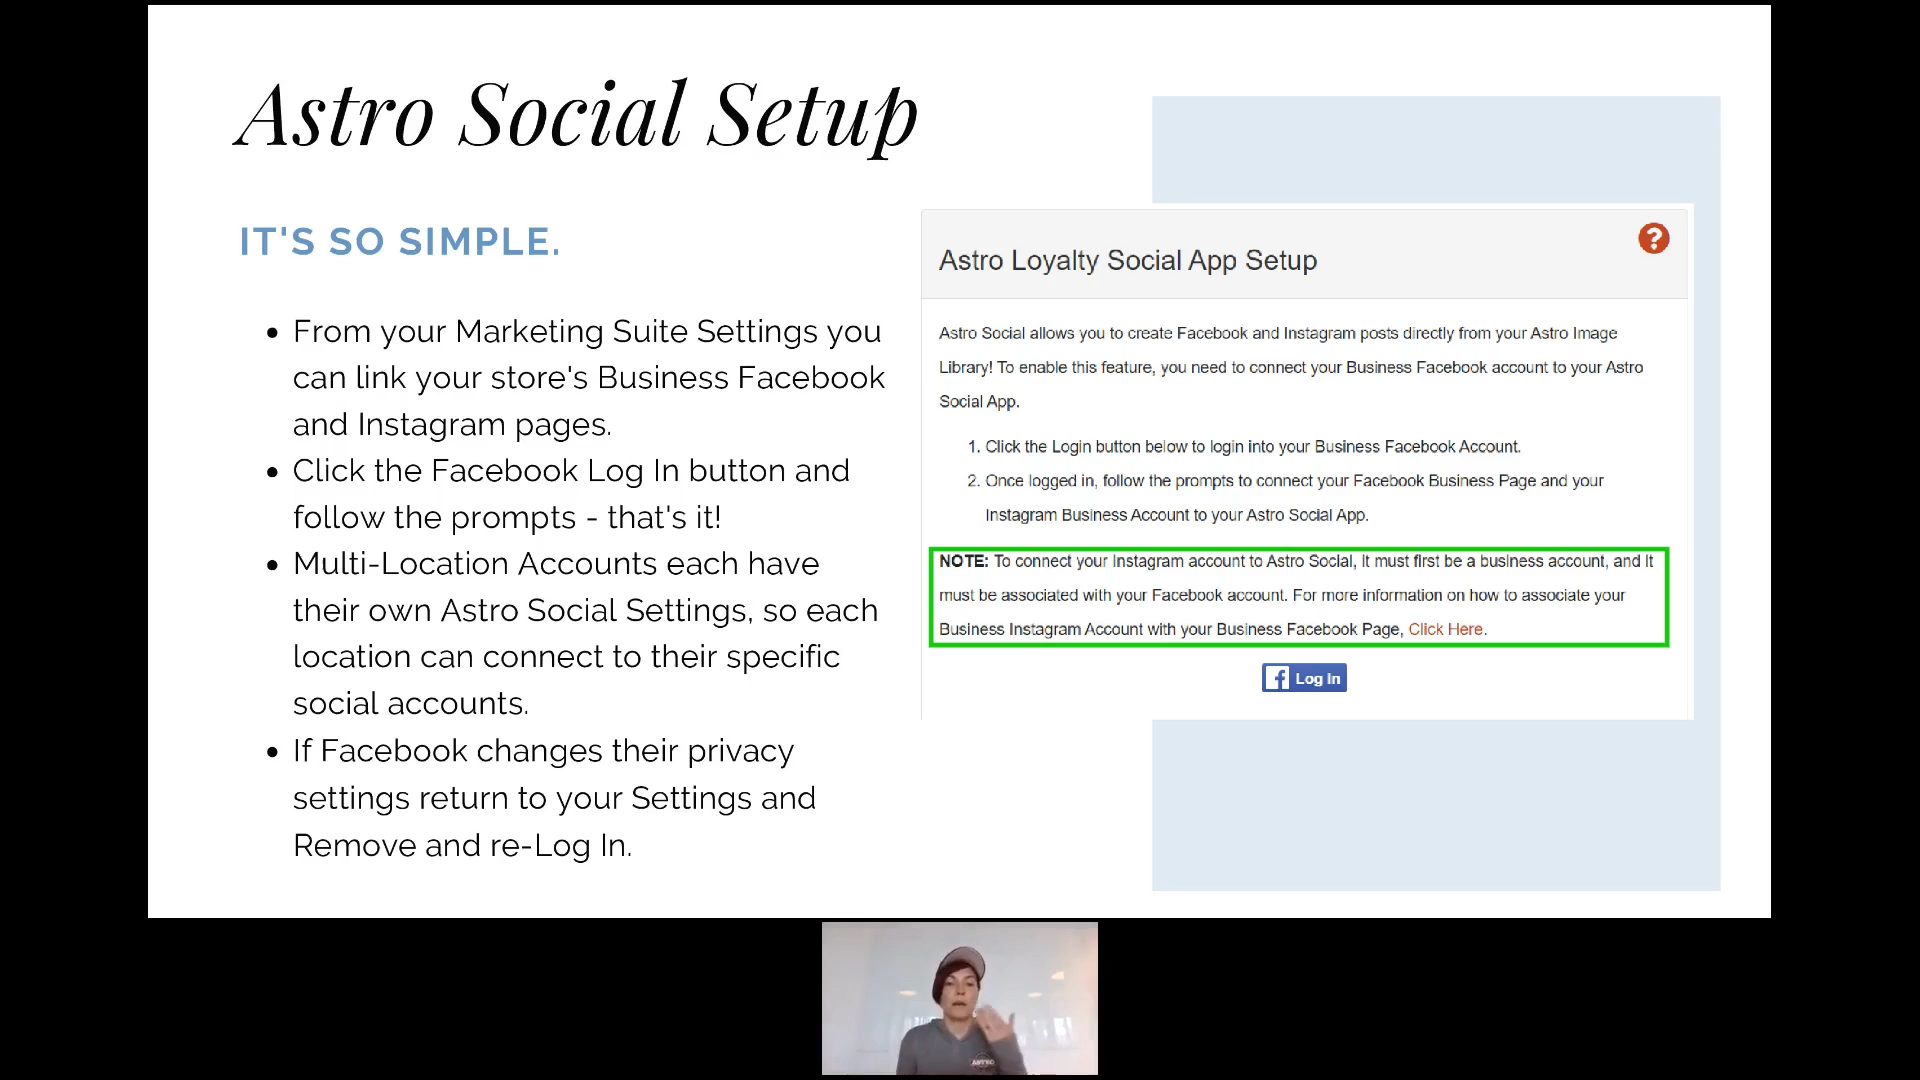 Astro Social Setup
IT'S SO SIMPLE.
• From your Marketing Suite Settings you
can link your store's Business Facebook
and Instagram pages.
• Click the Facebook Log In button and
follow the prompts - that's it!
• Multi-Location Accounts each have
their own Astro Social Settings, so each
location can connect to their specific
social accounts.
• If Facebook changes their privacy
settings return to your Settings and
Remove and re-Log In.
?
Astro Loyalty Social App Setup
Astro Social allows you to create Facebook and Instagram posts directly from your Astro Image
Library! To enable this feature, you need to connect your Business Facebook account to your Astro
Social App.
1. Click the Login button below to login into your Business Facebook Account.
2. Once logged in, follow the prompts to connect your Facebook Business Page and your
Instagram Business Account to your Astro Social App.
NOTE: To connect your Instagram account to Astro Social, it must first be a business account, and it
must be associated with your Facebook account. For more information on how to associate your
Business Instagram Account with your Business Facebook Page, Click Here.
f Log In
ASTRO